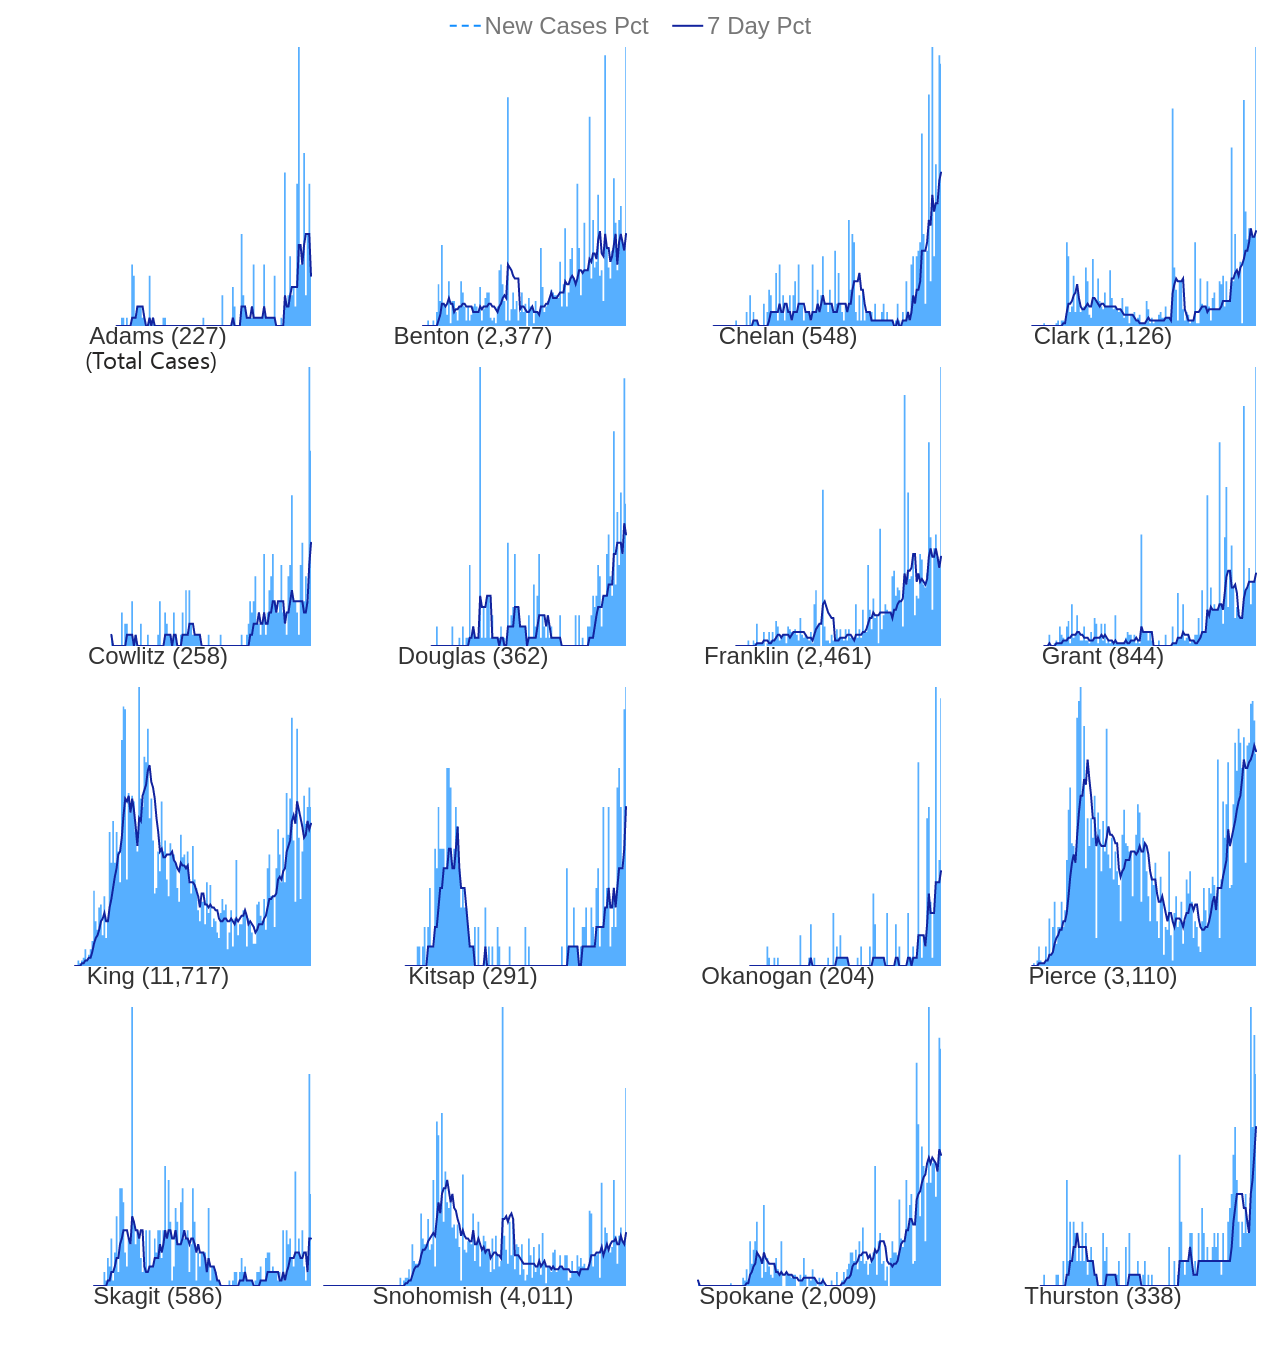 New Cases Pct 7 Day Pct
Adams (227) Benton (2,377) Chelan (548) Clark (1,126)
(Total Cases)
Cowlitz (258) Douglas (362) Franklin (2,461) Grant (844)
King (11,717) Kitsap (291) Okanogan (204) Pierce (3,110)
Skagit (586) Snohomish (4,011) Spokane (2,009) Thurston (338)